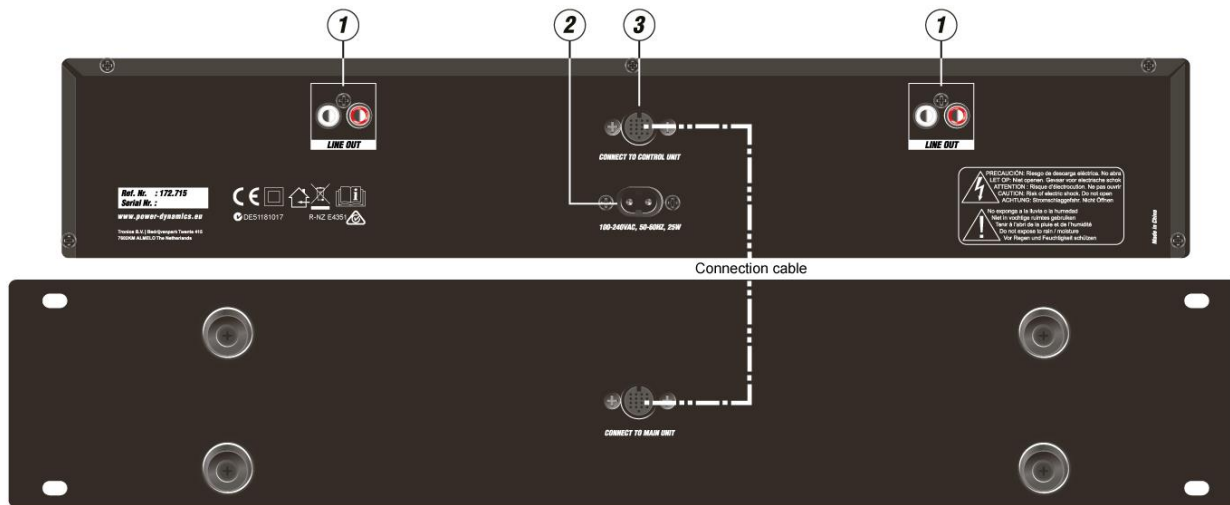 1
2
3
1
LINE OUT
LINE OUT
CONNECT TO CONTROL UNIT
100-240VAC, 50-60HZ, 25W
Ref. Nr. : 172.715
Serial Nr. :
www.power-dynamics.eu
Tronios B.V. | Bedrijvenpark Twente 415
7602KM ALMELO The Netherlands
CE
DE51181017
R-NZ E4351
PRECAUCIÓN: Riesgo de descarga eléctrica. No abra
LET OP: Niet openen. Gevaar voor electrische schok
ATTENTION : Risque d'électrocution. Ne pas ouvrir
CAUTION: Risk of electric shock. Do not open
ACHTUNG: Stromschlaggefahr. Nicht Öffnen
No exponga a la lluvia o la humedad
Niet in vochtige ruimtes gebruiken
Tenir à l'abri de la pluie et de l'humidité
Do not expose to rain / moisture
Vor Regen und Feuchtigkeit schützen
Made in China
Connection cable
CONNECT TO MAIN UNIT